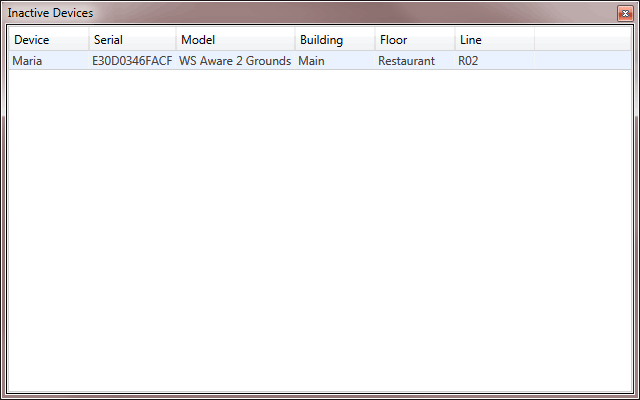 Inactive Devices
Device Serial Model Building Floor Line
Maria E30D0346FACF WS Aware 2 Grounds Main Restaurant R02